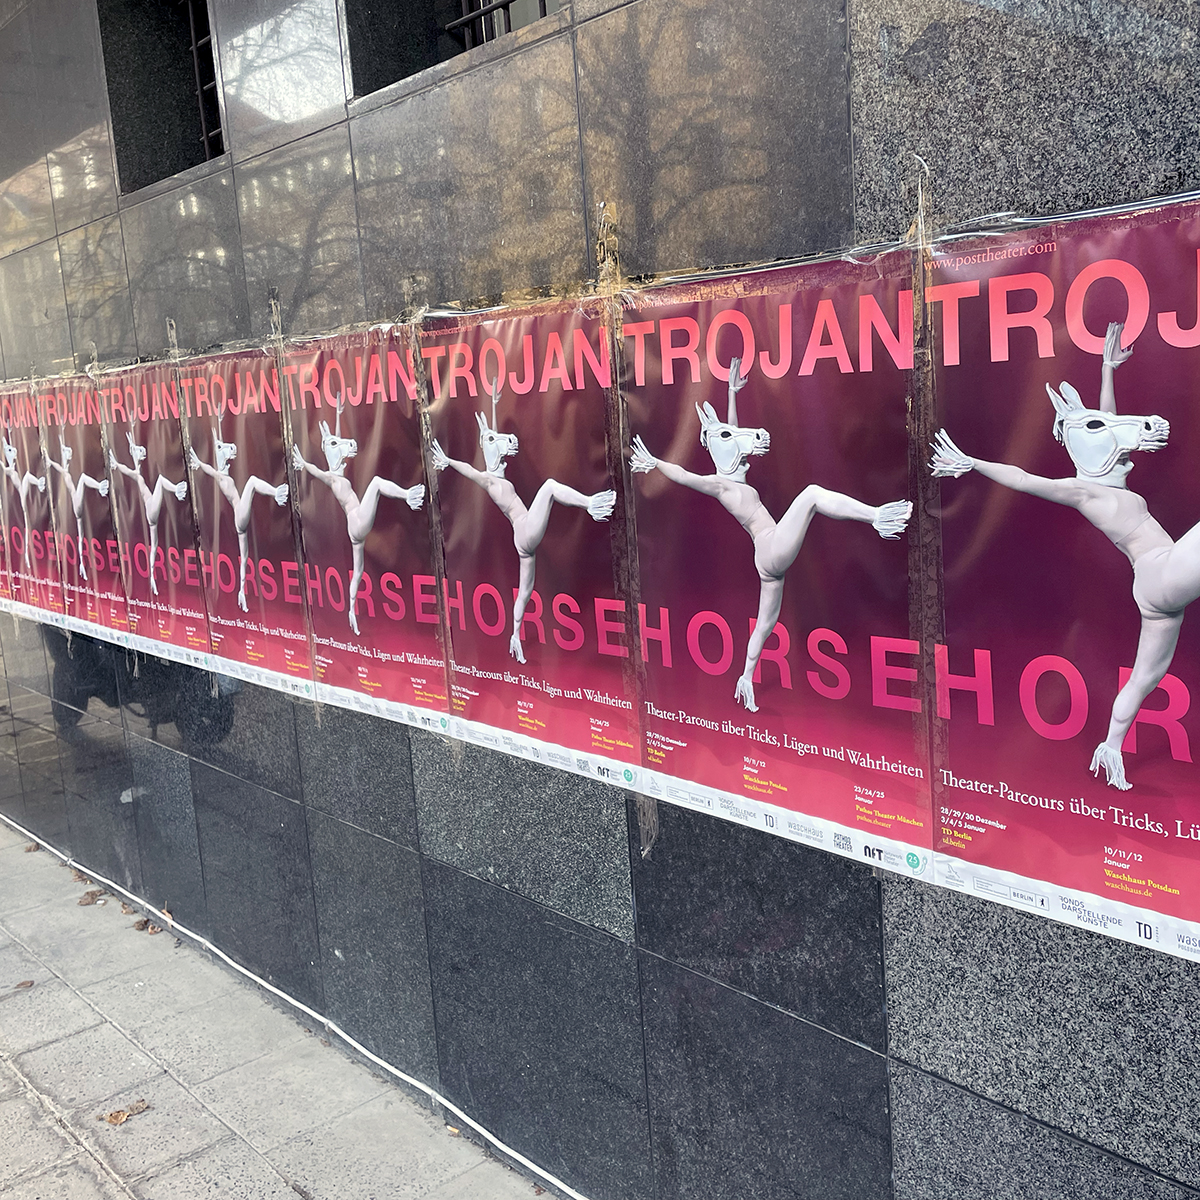 www.posttheater.com
TROJAN
HORSE
Theater-Parcours über Tricks, Lügen und Wahrheiten
28/29/30 Dezember
3/4/5 Januar
TD Berlin
td.berlin
10/11/12
Januar
Waschhaus Potsdam
waschhaus.de
23/24/25
Januar
Pathos Theater München
pathos.theater
BERLIN
FONDS
DARSTELLENDE
KÜNSTE
TD
WASCHHAUS
PATHOS
THEATER
NFT
25